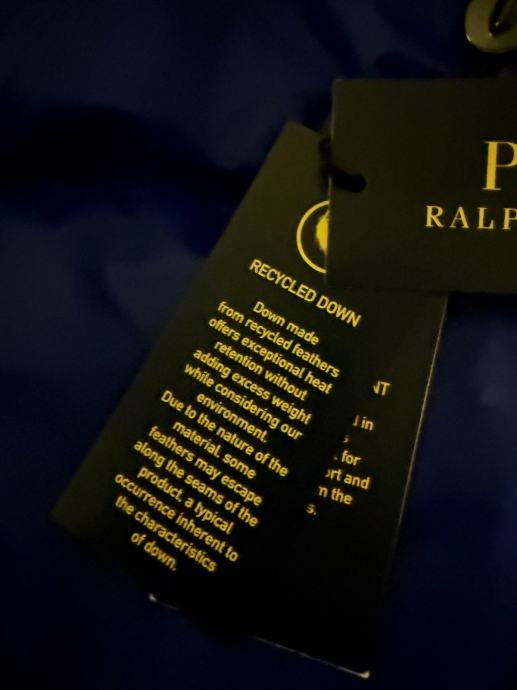 P
RALP
RECYCLED DOWN
Down made
from recycled feathers
offers exceptional heat
retention without
adding excess weight
while considering our
environment.
Due to the nature of the
material, some
feathers may escape
along the seams of the
product, a typical
occurrence inherent to
the characteristics
of down.
NT
in
for
and
the